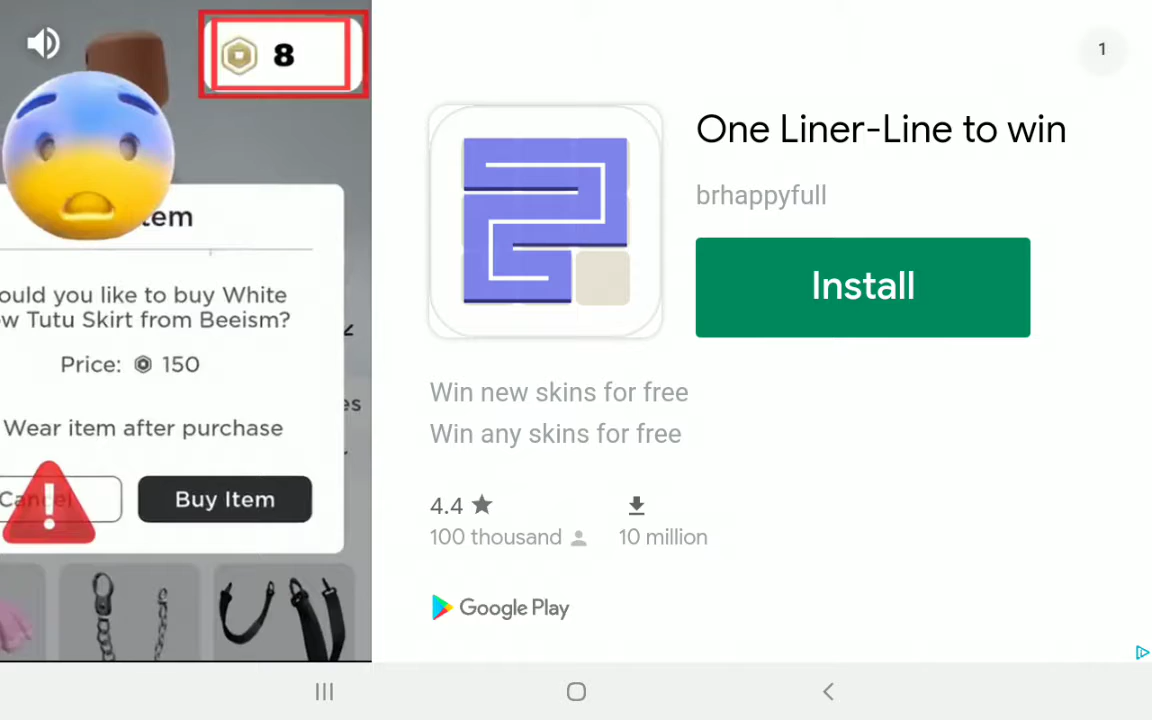 8
tem
ould you like to buy White
w Tutu Skirt from Beeism?
Price: 150
Wear item after purchase
Cancel
Buy Item
es
1
One Liner-Line to win
brhappyfull
Install
Win new skins for free
Win any skins for free
4.4
100 thousand
10 million
Google Play